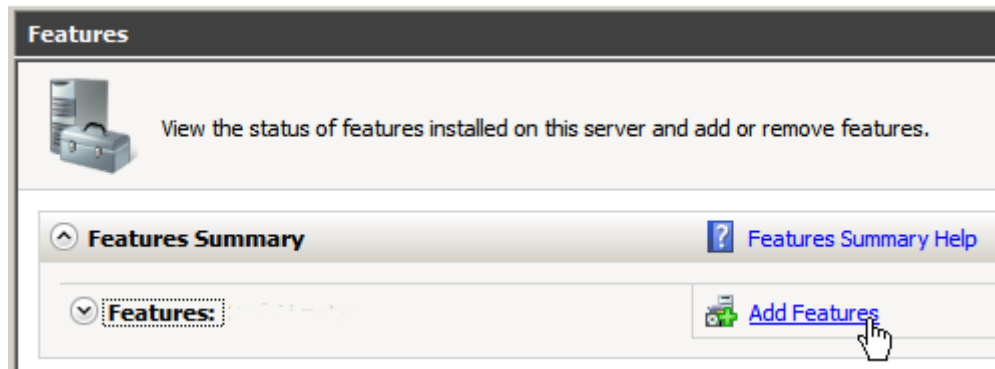 Features
View the status of features installed on this server and add or remove features.
Features Summary
Features Summary Help
Features:
Add Features